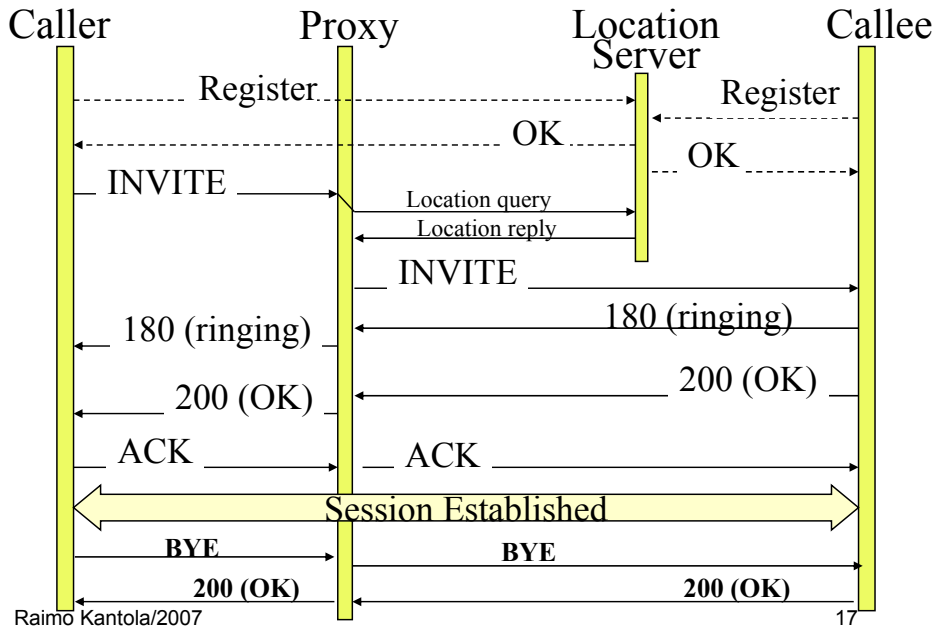 Caller Proxy Location Server Callee
Register
Register
OK
OK
INVITE
Location query
Location reply
INVITE
180 (ringing)
180 (ringing)
200 (OK)
200 (OK)
ACK ACK
Session Established
BYE BYE
200 (OK) 200 (OK)
Raimo Kantola/2007 17